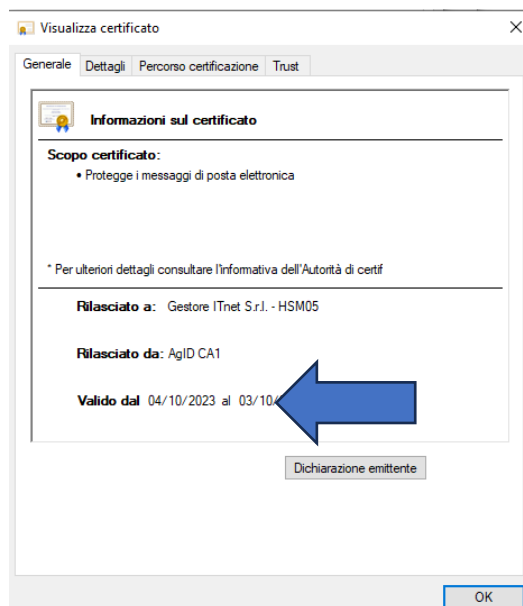 Visualizza certificato
Generale Dettagli Percorso certificazione Trust
Informazioni sul certificato
Scopo certificato:
• Protegge i messaggi di posta elettronica
* Per ulteriori dettagli consultare l'informativa dell'Autorità di certif
Rilasciato a: Gestore ITnet S.r.l. - HSM05
Rilasciato da: AgID CA1
Valido dal 04/10/2023 al 03/10/
Dichiarazione emittente
OK